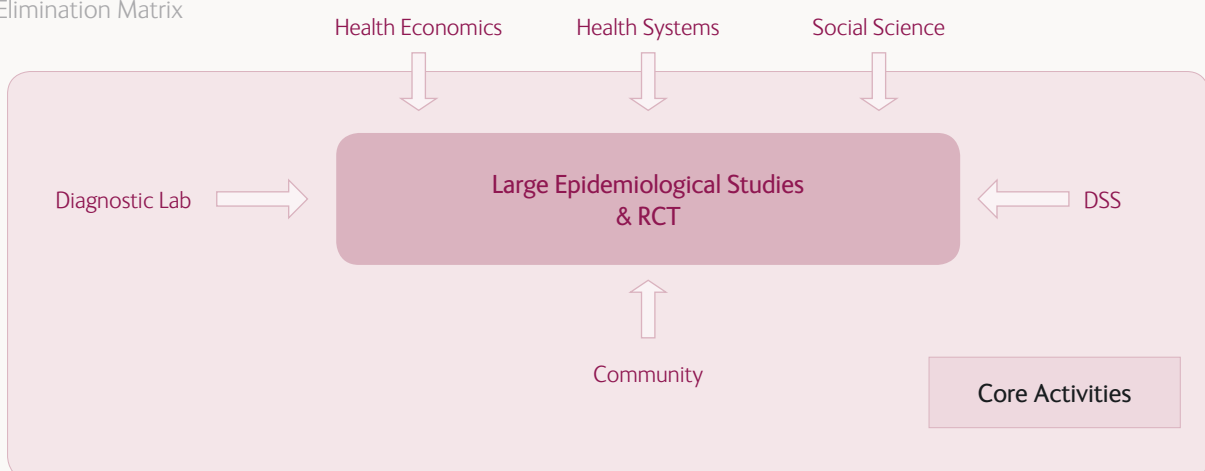 Elimination Matrix
Health Economics
Health Systems
Social Science
Diagnostic Lab
Large Epidemiological Studies
& RCT
DSS
Community
Core Activities